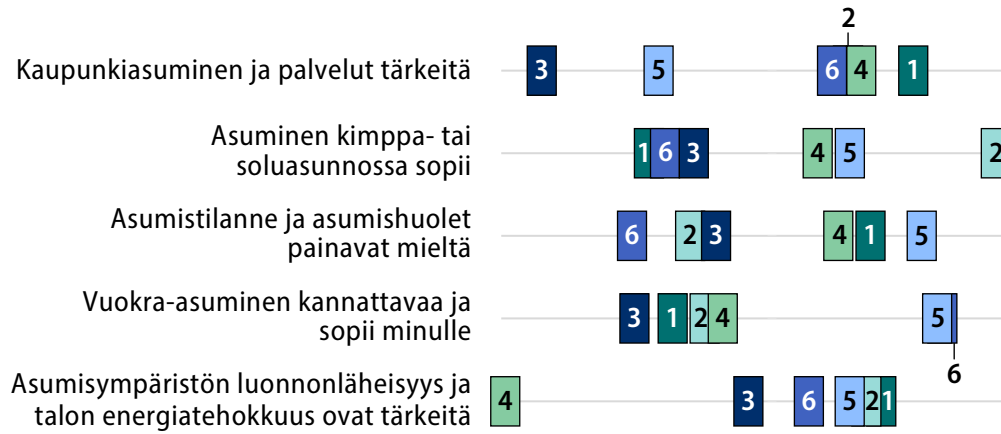 2
Kaupunkiasuminen ja palvelut tärkeitä 3 5 6 4 1
Asuminen kimppa- tai
soluasunnossa sopii 1 6 3 4 5 2
Asumistilanne ja asumishuolet
painavat mieltä 6 2 3 4 1 5
Vuokra-asuminen kannattavaa ja
sopii minulle 3 1 2 4 5
6
Asumisympäristön luonnonläheisyys ja
talon energiatehokkuus ovat tärkeitä 4 3 6 5 2 1